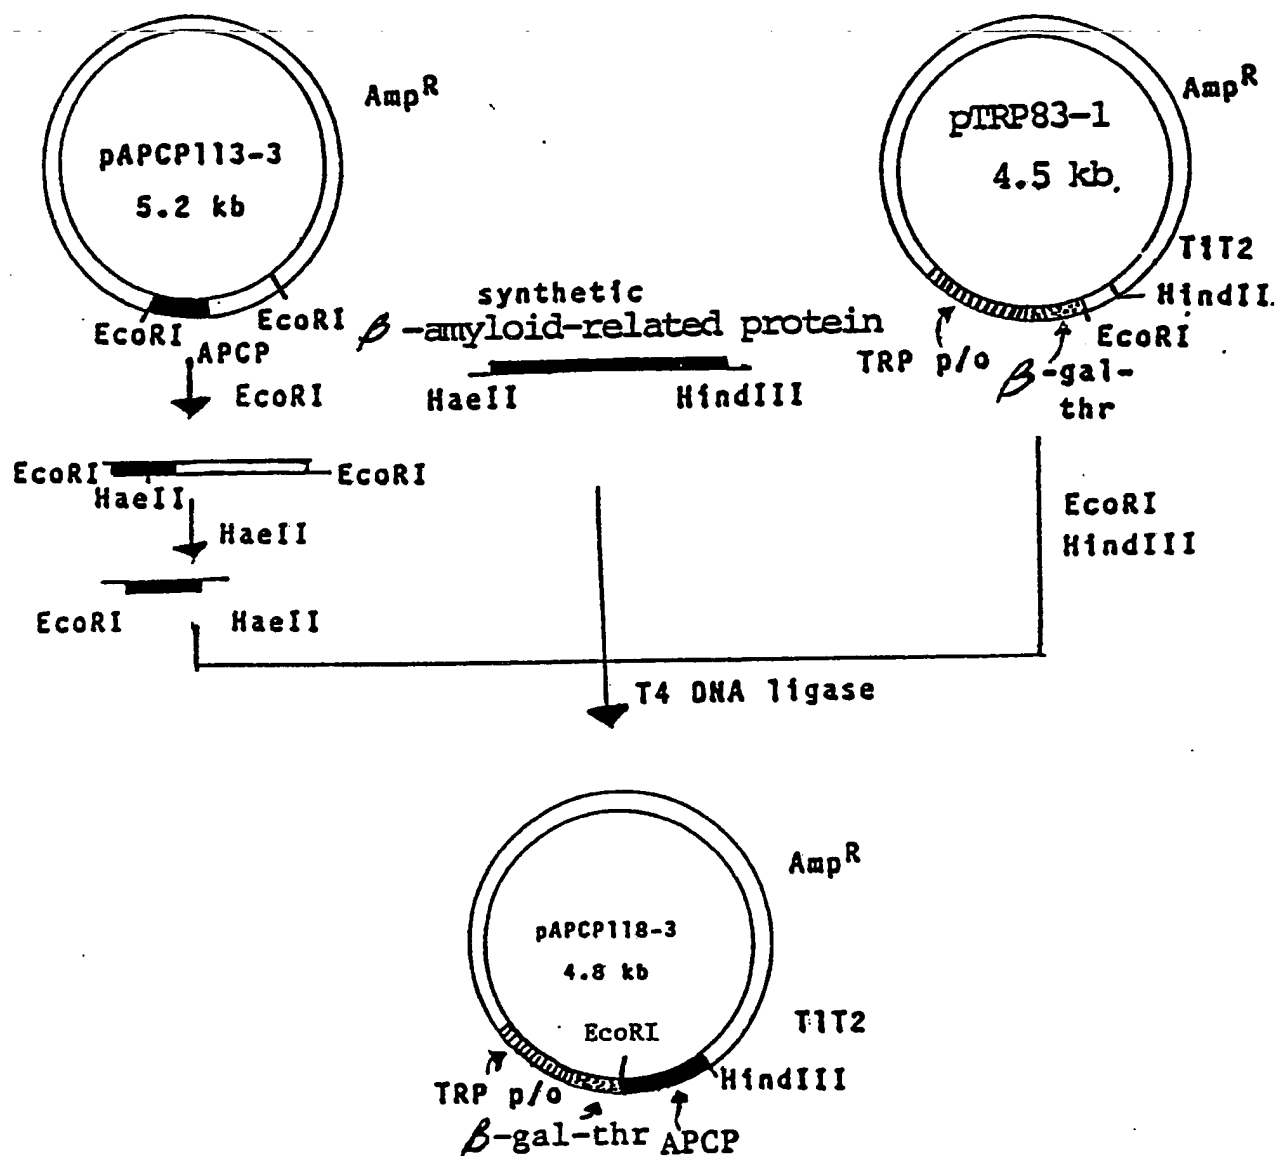 Amp^R
pAPCP113-3
5.2 kb
EcoRI
EcoRI
APCP
EcoRI
synthetic
β-amyloid-related protein
HaeII
HindIII
pTRP83-1
4.5 kb.
Amp^R
T1T2
HindII.
EcoRI
TRP p/o
β-gal-
thr
EcoRI
HaeII
EcoRI
HaeII
EcoRI
HaeII
EcoRI
HindIII
T4 DNA ligase
Amp^R
pAPCP118-3
4.8 kb
EcoRI
T1T2
HindIII
TRP p/o
β-gal-thr
APCP